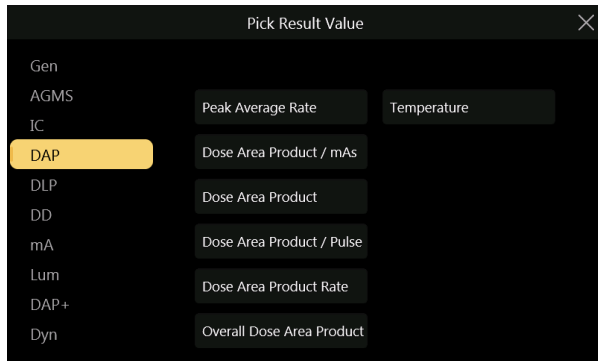 Pick Result Value
Gen
AGMS
IC
DAP
DLP
DD
mA
Lum
DAP+
Dyn
Peak Average Rate
Dose Area Product / mAs
Dose Area Product
Dose Area Product / Pulse
Dose Area Product Rate
Overall Dose Area Product
Temperature